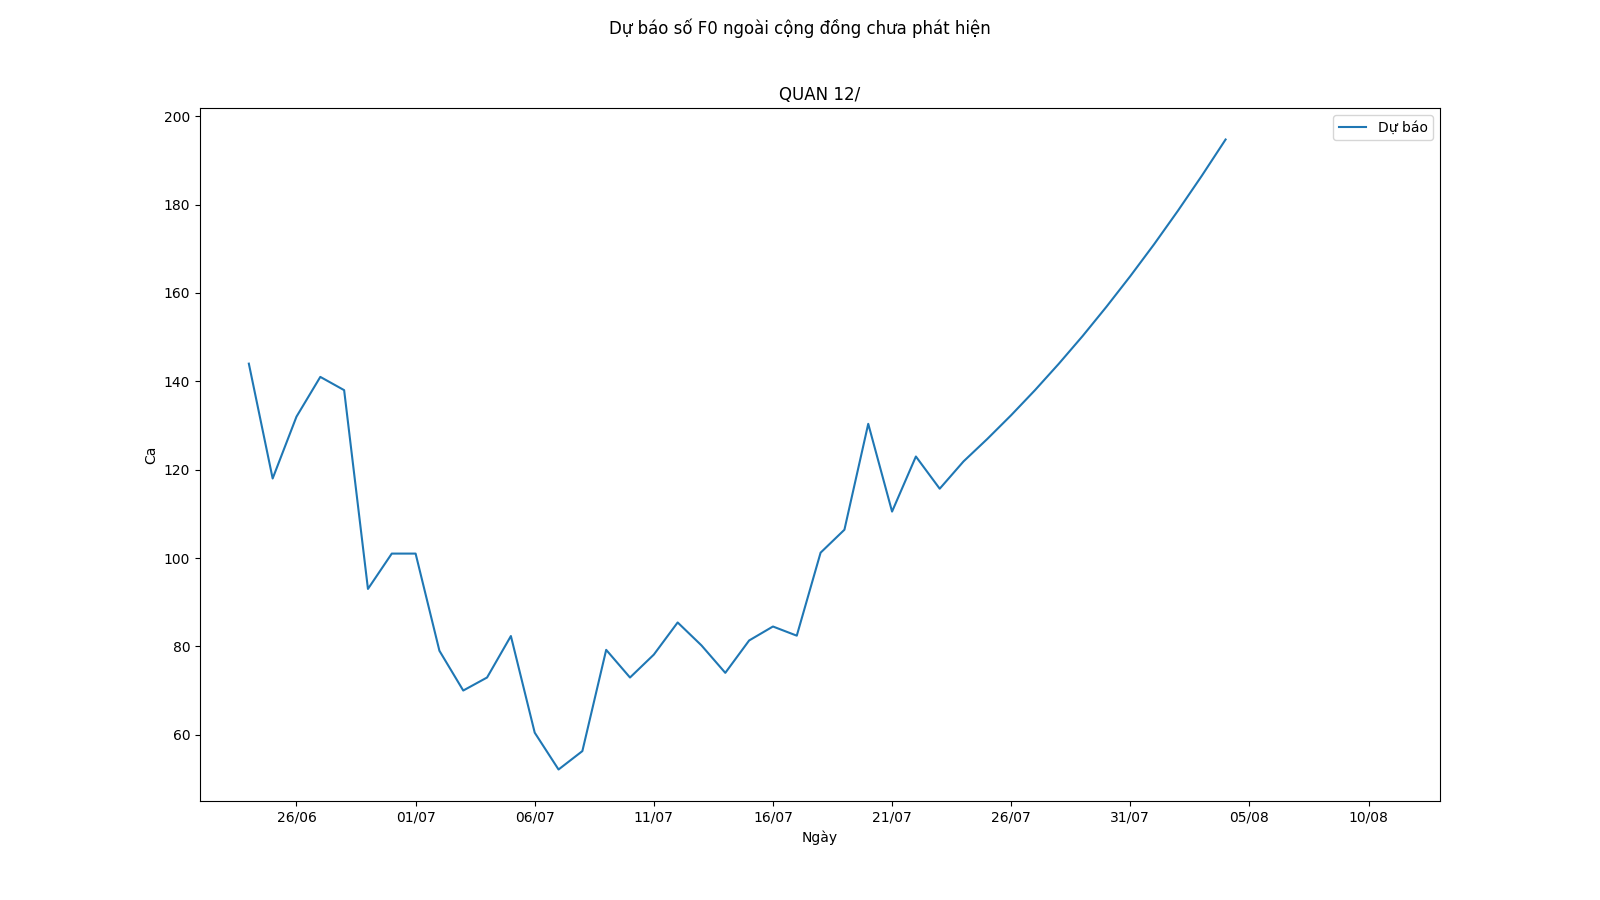 Dự báo số F0 ngoài cộng đồng chưa phát hiện
QUAN 12/
Dự báo
200
180
160
140
120
100
80
60
Ca
26/06 01/07 06/07 11/07 16/07 21/07 26/07 31/07 05/08 10/08
Ngày